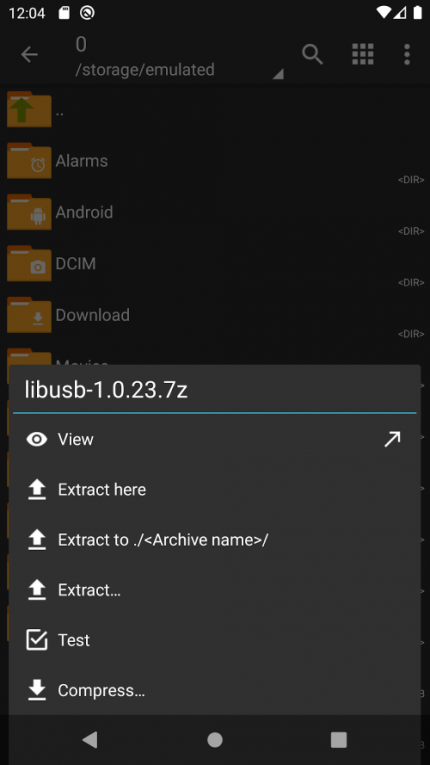 12:04
0
/storage/emulated
..
Alarms
<DIR>
Android
<DIR>
DCIM
<DIR>
Download
<DIR>
Movies
libusb-1.0.23.7z
View
Extract here
Extract to ./<Archive name>/
Extract...
Test
Compress...